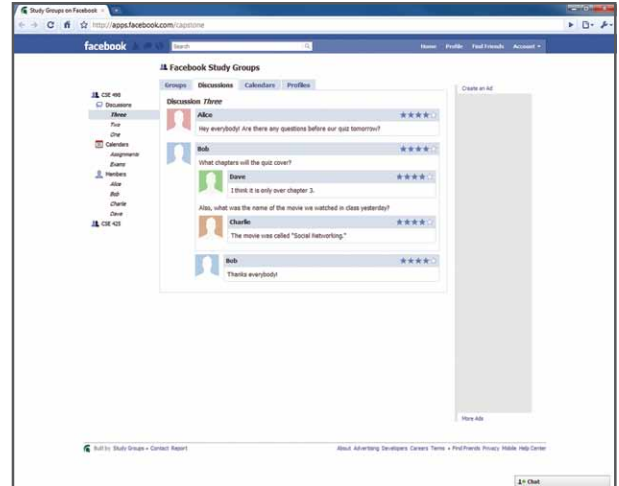 Study Groups on Facebook
http://apps.facebook.com/capstone
facebook
Search
Home Profile Find Friends Account
Facebook Study Groups
Groups Discussions Calendars Profiles
Create an Ad
CSE 498
Discussions
Three
Two
One
Calendars
Assignments
Exams
Members
Alice
Bob
Charlie
Dave
CSE 425
Discussion Three
Alice
Hey everybody! Are there any questions before our quiz tomorrow?
Bob
What chapters will the quiz cover?
Dave
I think it is only over chapter 3.
Also, what was the name of the movie we watched in class yesterday?
Charlie
The movie was called "Social Networking."
Bob
Thanks everybody!
More Ads
Built by Study Groups • Contact Report
About Advertising Developers Careers Terms • Find Friends Privacy Mobile Help Center
Chat